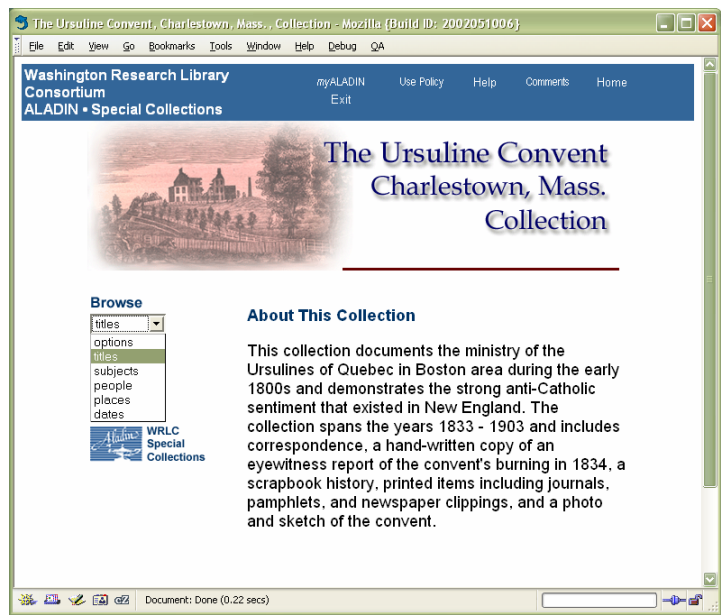 The Ursuline Convent, Charlestown, Mass., Collection - Mozilla {Build ID: 2002051006}
File Edit View Go Bookmarks Tools Window Help Debug QA
Washington Research Library
Consortium
ALADIN • Special Collections
myALADIN Use Policy Help Comments Home
Exit
The Ursuline Convent
Charlestown, Mass.
Collection
Browse
titles
options
titles
subjects
people
places
dates
Aladin
WRLC
Special
Collections
About This Collection
This collection documents the ministry of the
Ursulines of Quebec in Boston area during the early
1800s and demonstrates the strong anti-Catholic
sentiment that existed in New England. The
collection spans the years 1833 - 1903 and includes
correspondence, a hand-written copy of an
eyewitness report of the convent's burning in 1834, a
scrapbook history, printed items including journals,
pamphlets, and newspaper clippings, and a photo
and sketch of the convent.
Document: Done (0.22 secs)